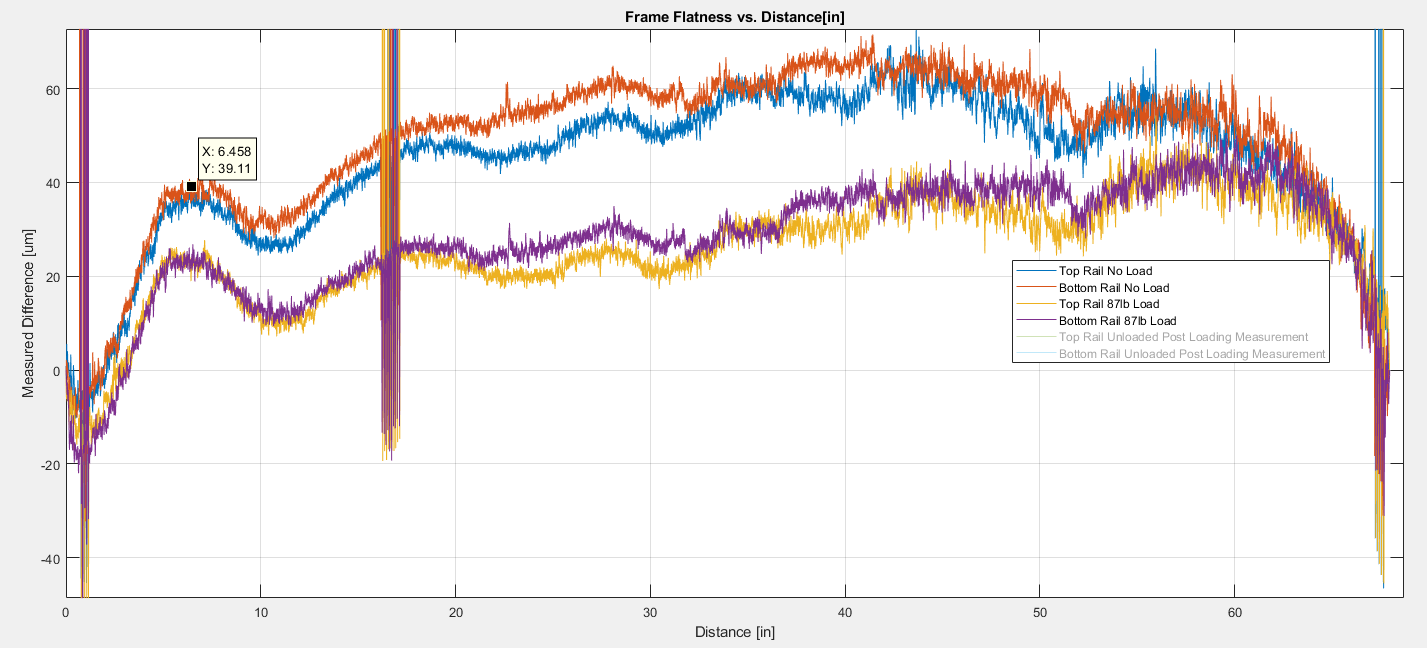 Frame Flatness vs. Distance[in]
Measured Difference [um]
60
40
20
0
-20
-40
X: 6.458
Y: 39.11
Top Rail No Load
Bottom Rail No Load
Top Rail 87lb Load
Bottom Rail 87lb Load
Top Rail Unloaded Post Loading Measurement
Bottom Rail Unloaded Post Loading Measurement
0 10 20 30 40 50 60
Distance [in]